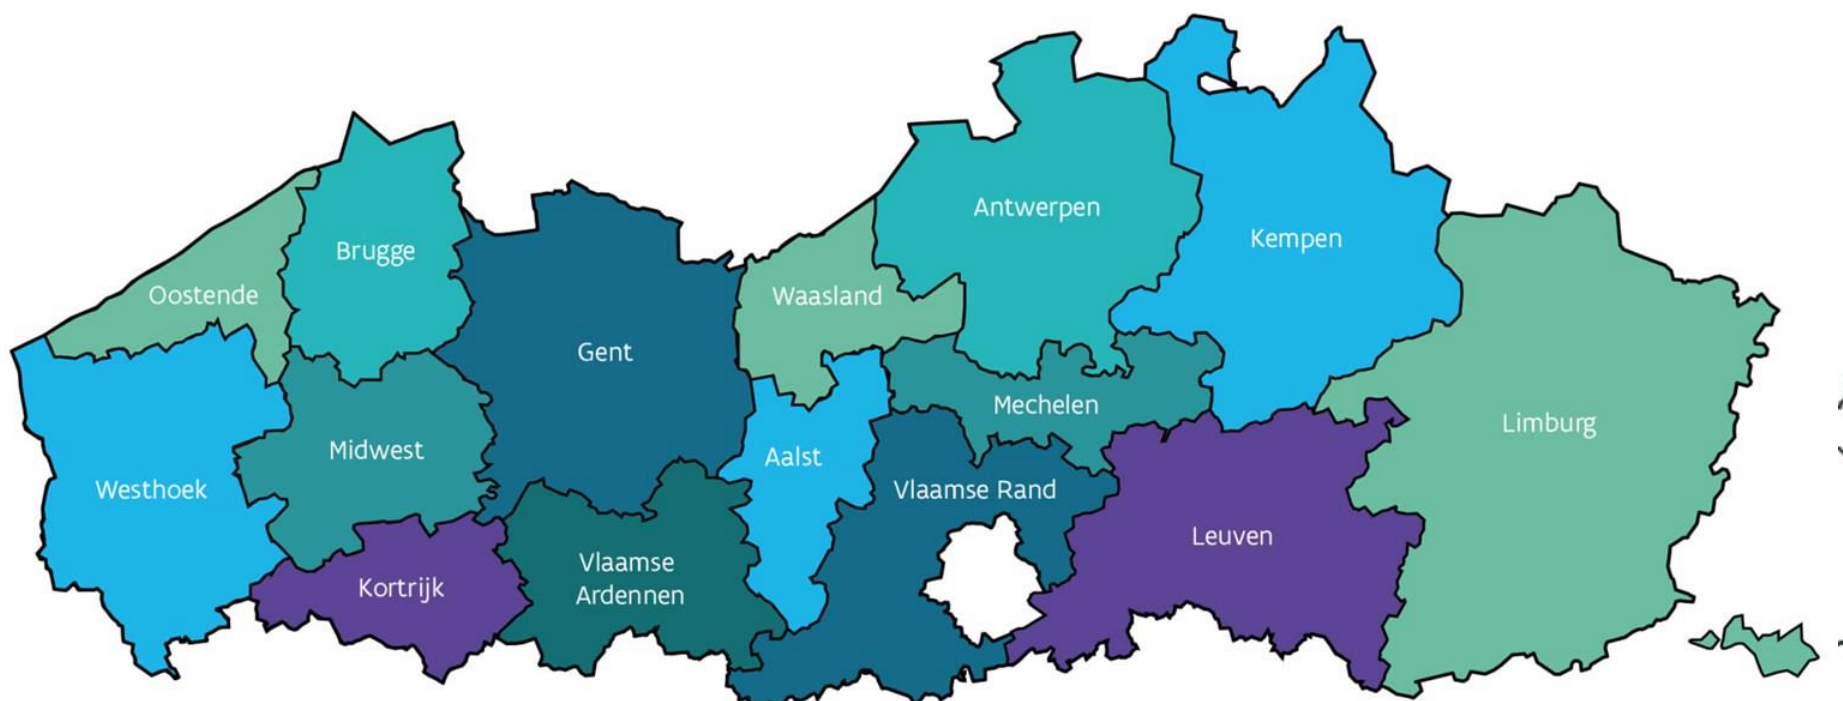 Antwerpen
Kempen
Brugge
Oostende
Waasland
Gent
Mechelen
Limburg
Midwest
Aalst
Westhoek
Vlaamse Rand
Leuven
Vlaamse
Ardennen
Kortrijk